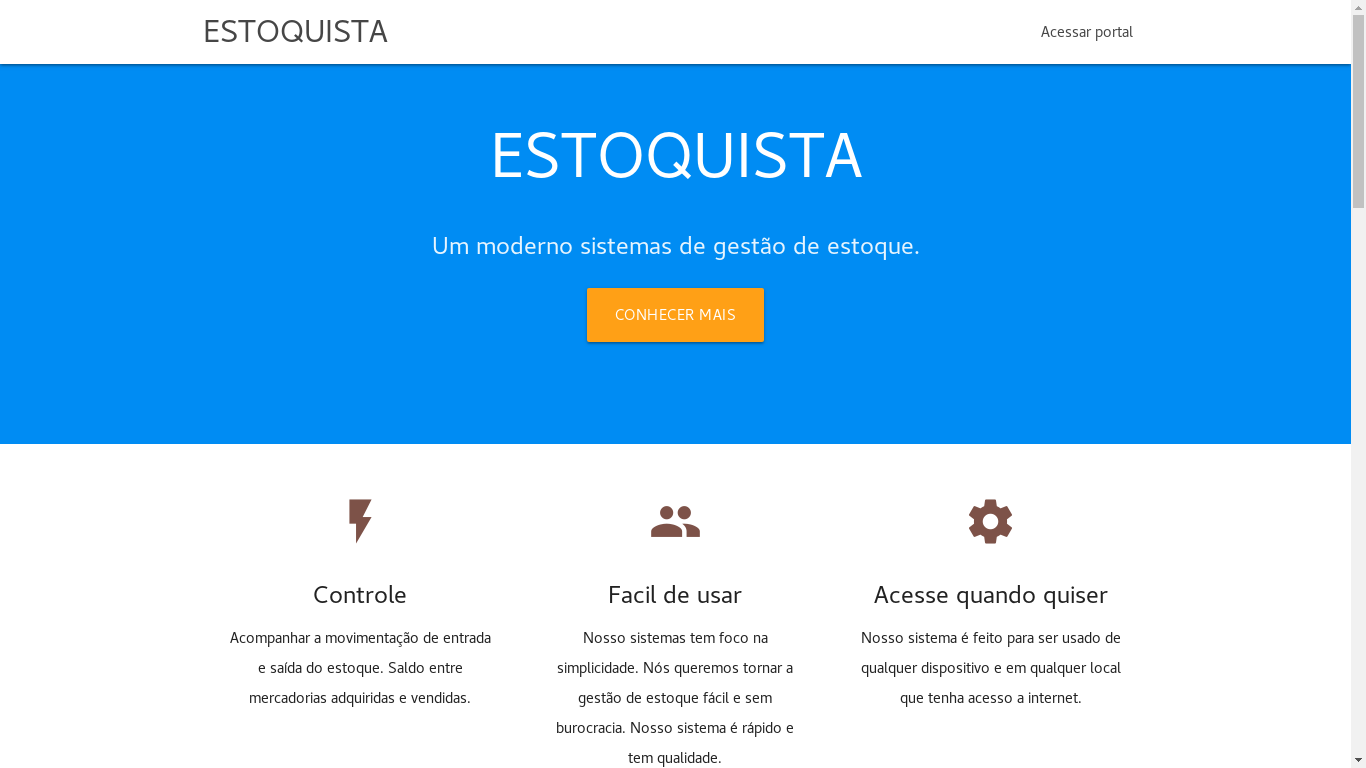 ESTOQUISTA
Acessar portal
ESTOQUISTA
Um moderno sistemas de gestão de estoque.
CONHECER MAIS
Controle
Acompanhar a movimentação de entrada
e saída do estoque. Saldo entre
mercadorias adquiridas e vendidas.
Facil de usar
Nosso sistemas tem foco na
simplicidade. Nós queremos tornar a
gestão de estoque fácil e sem
burocracia. Nosso sistema é rápido e
tem qualidade.
Acesse quando quiser
Nosso sistema é feito para ser usado de
qualquer dispositivo e em qualquer local
que tenha acesso a internet.